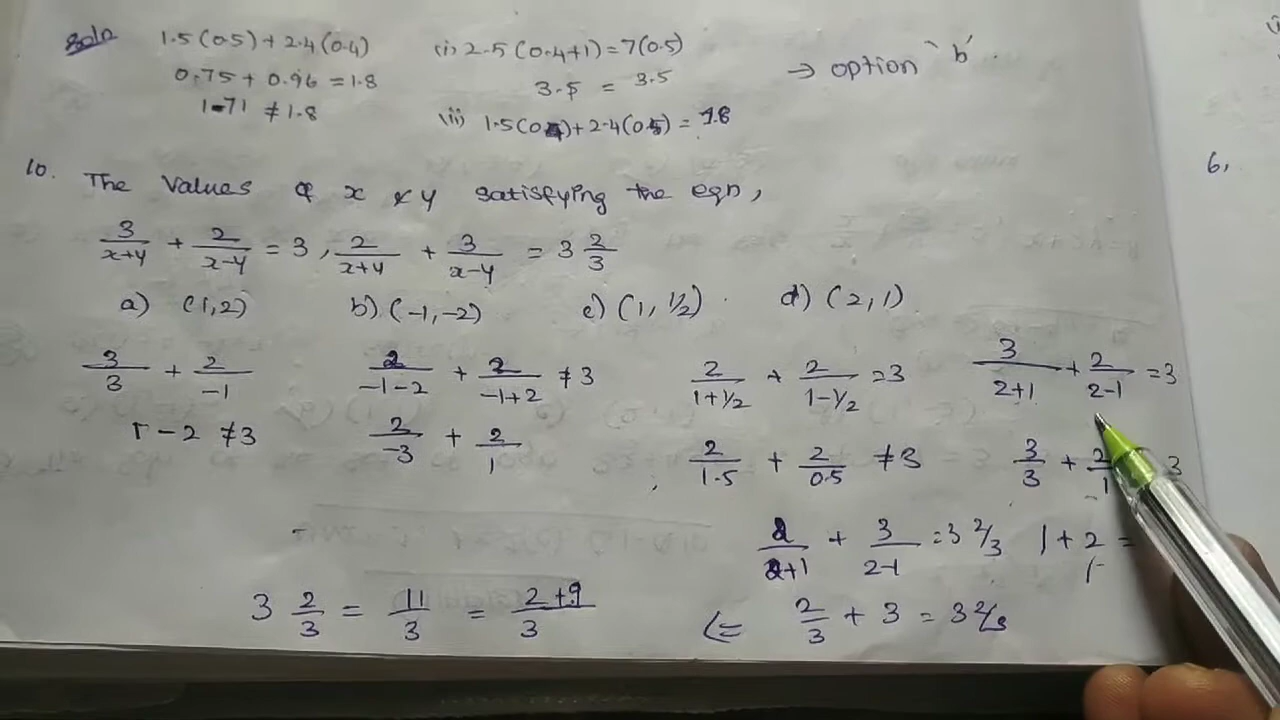 Soln 1.5(0.5)+2.4(0.4) (i) 2.5(0.4+1)=7(0.5)
0.75 + 0.96 = 1.8 3.5 = 3.5 → option 'b'.
1.71 ≠ 1.8 (ii) 1.5(0.4)+2.4(0.5) = 1.8
10. The Values of x & y satisfying the eqn,
3/(x+y) + 2/(x-y) = 3, 2/(x+y) + 3/(x-y) = 3 2/3
a) (1,2) b) (-1,-2) c) (1, 1/2) d) (2,1)
3/3 + 2/-1 2/(-1-2) + 2/(-1+2) ≠ 3 2/(1+1/2) + 2/(1-1/2) = 3 3/(2+1) + 2/(2-1) = 3
1 - 2 ≠ 3 2/-3 + 2/1 2/1.5 + 2/0.5 ≠ 3 3/3 + 2/1 3
2/(2+1) + 3/(2-1) = 3 2/3 1 + 2 =
3 2/3 = 11/3 = (2+9)/3 <= 2/3 + 3 = 3 2/3
6,